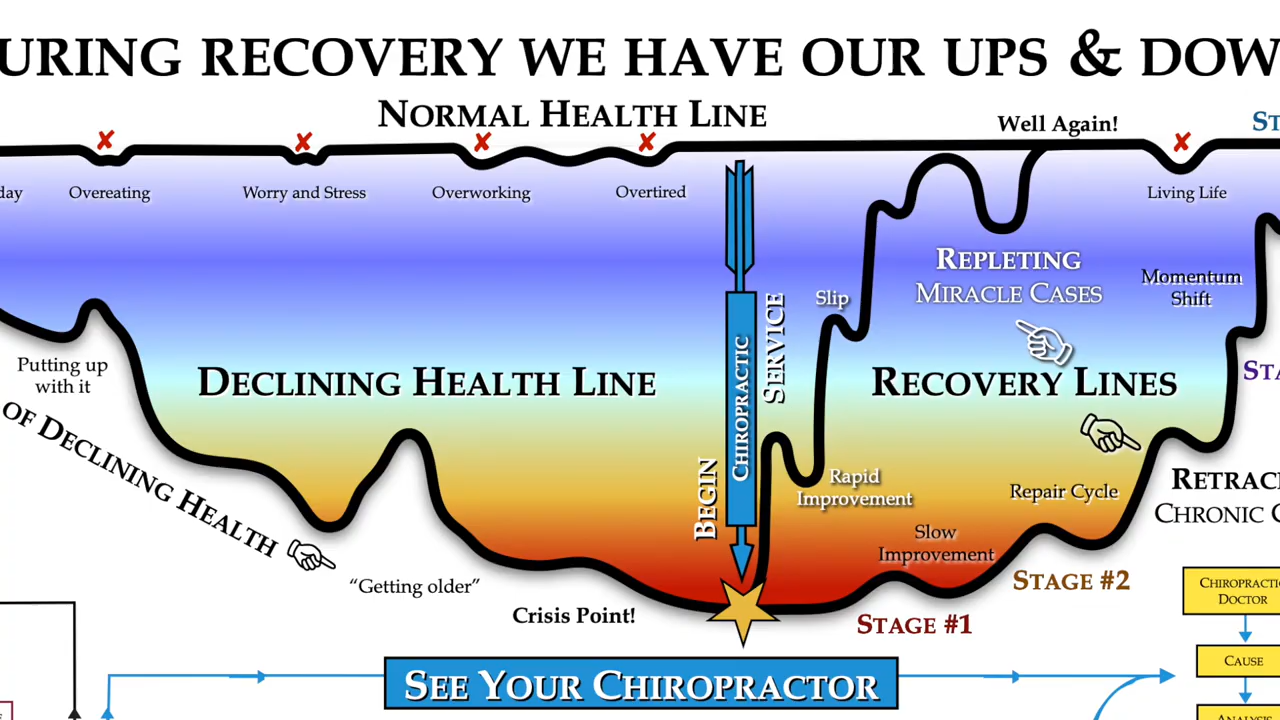 URING RECOVERY WE HAVE OUR UPS & DOW
NORMAL HEALTH LINE
Well Again!
ST
day
Overeating
Worry and Stress
Overworking
Overtired
Living Life
REPLETING
MIRACLE CASES
Momentum
Shift
Slip
Putting up
with it
DECLINING HEALTH LINE
BEGIN
CHIROPRACTIC
SERVICE
RECOVERY LINES
STA
OF DECLINING HEALTH
Rapid
Improvement
Repair Cycle
RETRAC
CHRONIC C
Slow
Improvement
"Getting older"
Crisis Point!
STAGE #1
STAGE #2
CHIROPRACTIC
DOCTOR
CAUSE
ANALYSIS
SEE YOUR CHIROPRACTOR